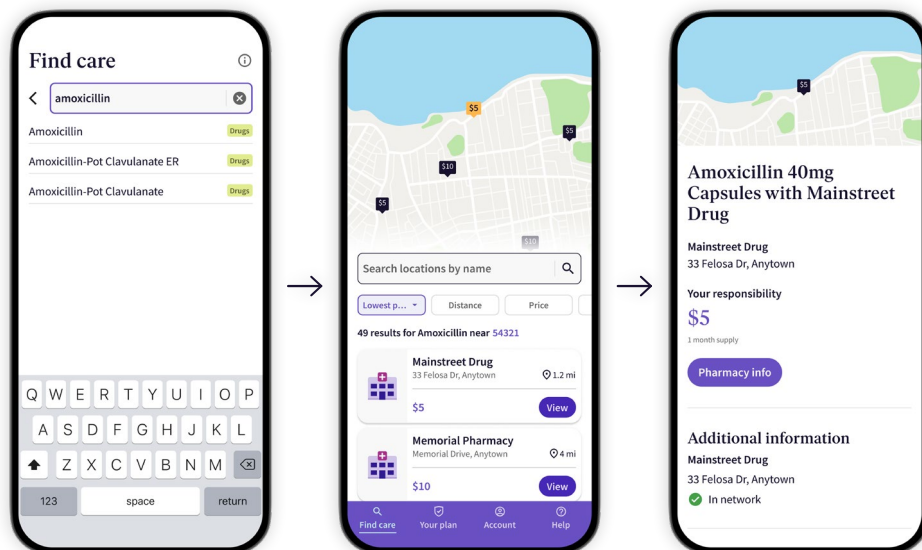 Find care
amoxicillin
Amoxicillin Drugs
Amoxicillin-Pot Clavulanate ER Drugs
Amoxicillin-Pot Clavulanate Drugs
Q W E R T Y U I O P
A S D F G H J K L
Z X C V B N M
123 space return
$5
$5
$10
$5
$10
Search locations by name
Lowest p... Distance Price
49 results for Amoxicillin near 54321
Mainstreet Drug
33 Felosa Dr, Anytown 1.2 mi
$5 View
Memorial Pharmacy
Memorial Drive, Anytown 4 mi
$10 View
Find care Your plan Account Help
$5
Amoxicillin 40mg
Capsules with Mainstreet
Drug
Mainstreet Drug
33 Felosa Dr, Anytown
Your responsibility
$5
1 month supply
Pharmacy info
Additional information
Mainstreet Drug
33 Felosa Dr, Anytown
In network